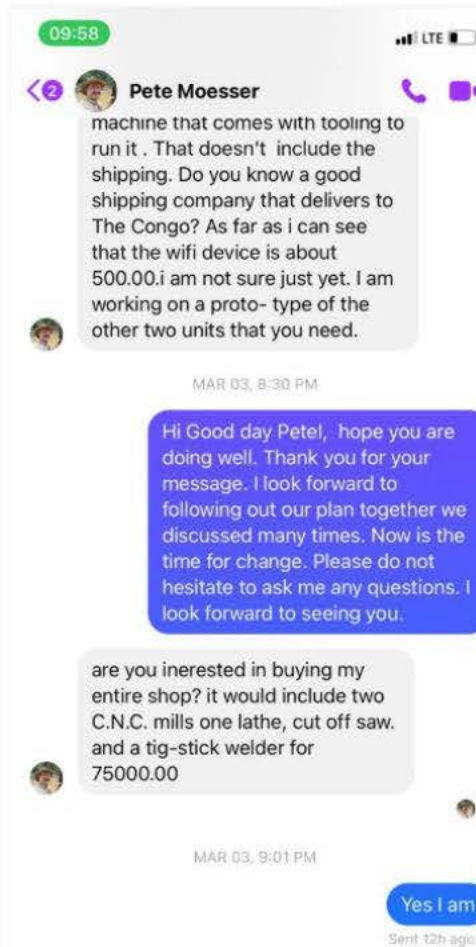 09:58
LTE
2
Pete Moesser
machine that comes with tooling to
run it . That doesn't include the
shipping. Do you know a good
shipping company that delivers to
The Congo? As far as i can see
that the wifi device is about
500.00.i am not sure just yet. I am
working on a proto- type of the
other two units that you need.
MAR 03, 8:30 PM
Hi Good day Petel, hope you are
doing well. Thank you for your
message. I look forward to
following out our plan together we
discussed many times. Now is the
time for change. Please do not
hesitate to ask me any questions. I
look forward to seeing you.
are you inerested in buying my
entire shop? it would include two
C.N.C. mills one lathe, cut off saw.
and a tig-stick welder for
75000.00
MAR 03, 9:01 PM
Yes I am
Sent 12h ago